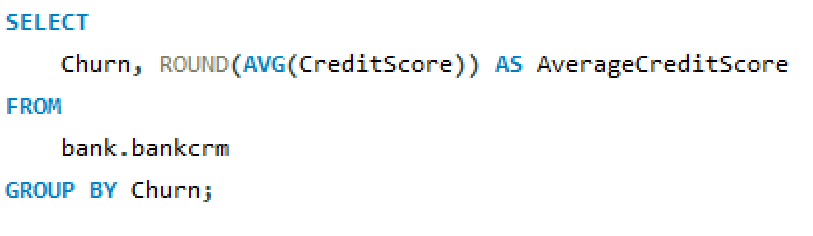 SELECT
    Churn, ROUND(AVG(CreditScore)) AS AverageCreditScore
FROM
    bank.bankcrm
GROUP BY Churn;